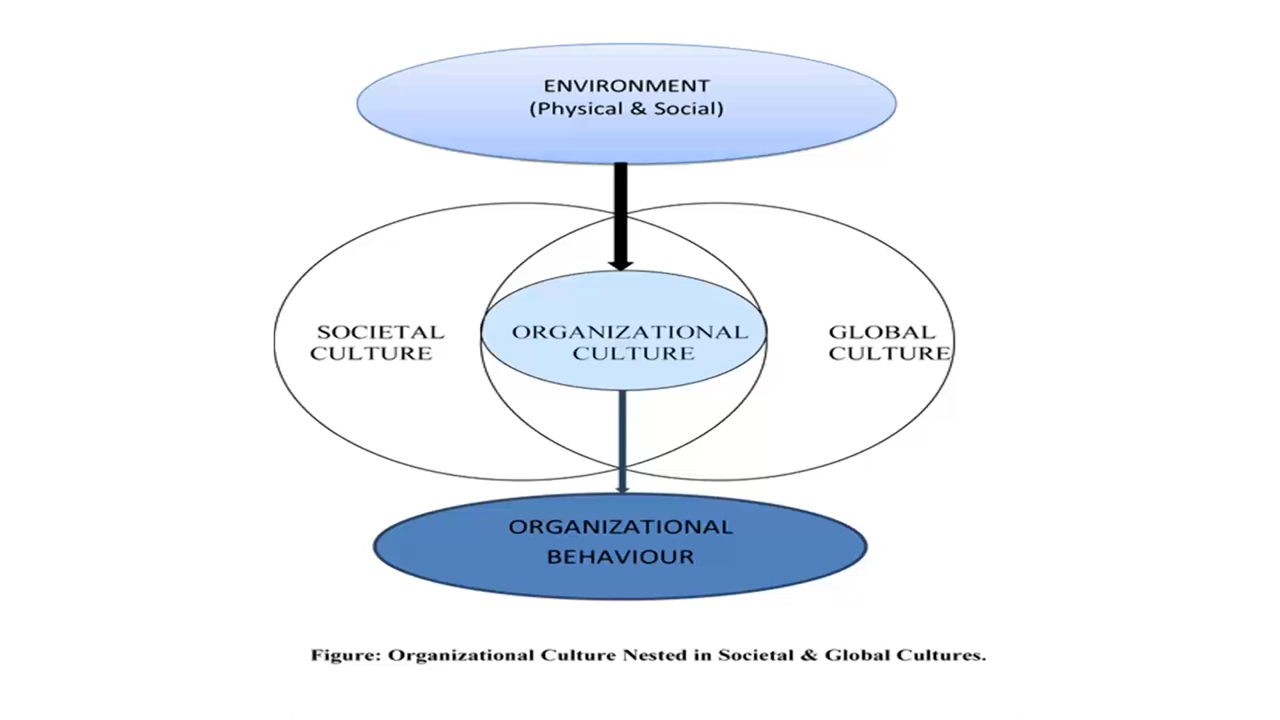 ENVIRONMENT
(Physical & Social)
SOCIETAL
CULTURE
ORGANIZATIONAL
CULTURE
GLOBAL
CULTURE
ORGANIZATIONAL
BEHAVIOUR
Figure: Organizational Culture Nested in Societal & Global Cultures.